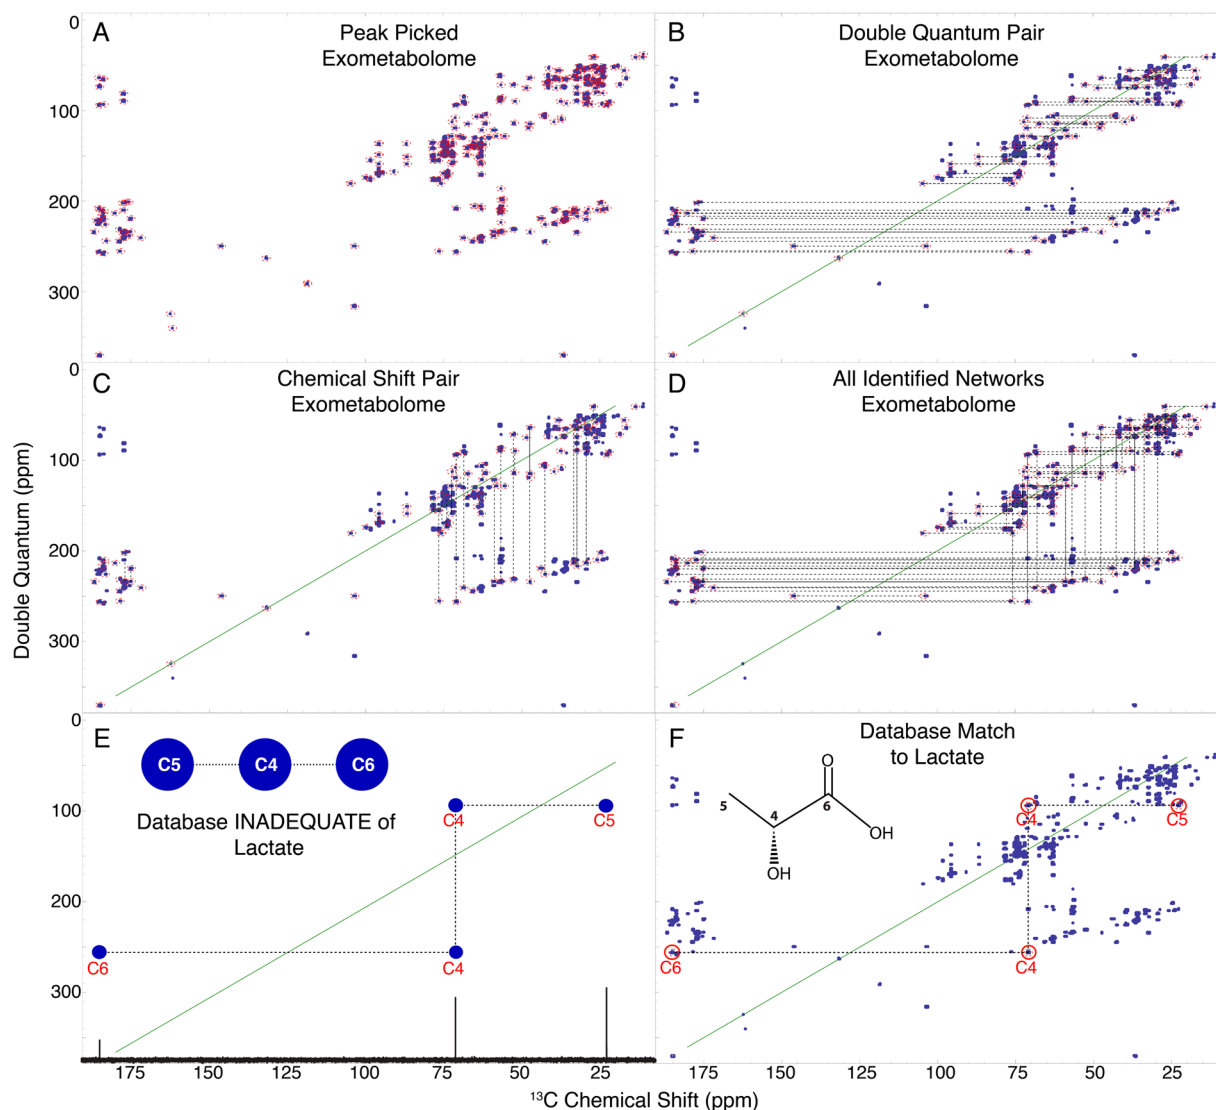 A
Peak Picked
Exometabolome
B
Double Quantum Pair
Exometabolome
0
100
200
300
C
Chemical Shift Pair
Exometabolome
D
All Identified Networks
Exometabolome
0
100
200
300
Double Quantum (ppm)
E
C5
C4
C6
Database INADEQUATE of
Lactate
C4
C5
C6
C4
F
Database Match
to Lactate
O
5
4
6
OH
OH
C4
C5
C6
C4
0
100
200
300
175
150
125
100
75
50
25
175
150
125
100
75
50
25
¹³C Chemical Shift (ppm)